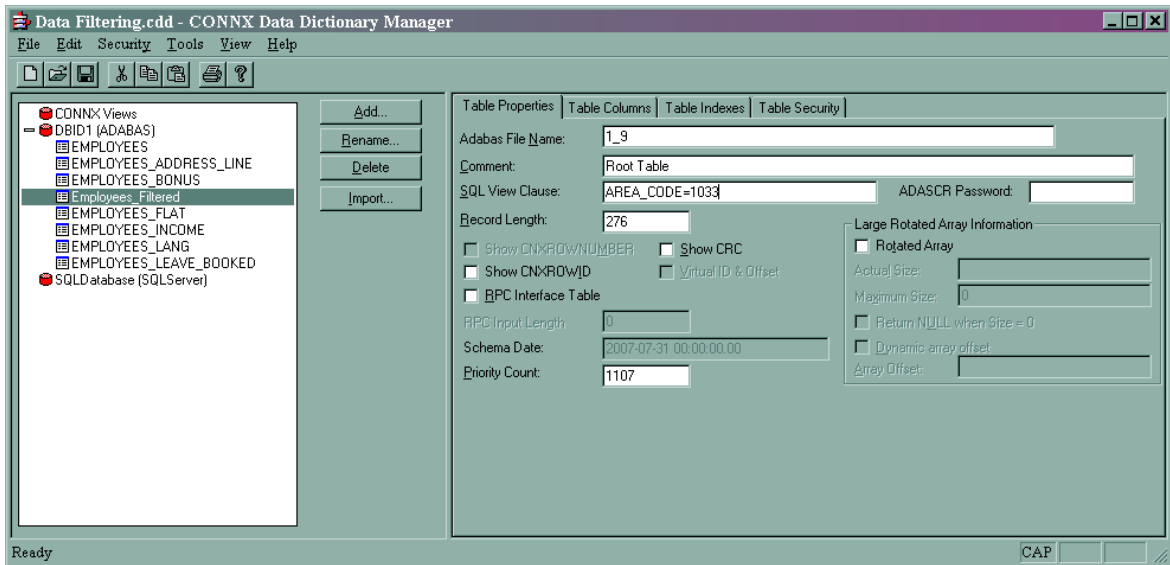 Data Filtering.cdd - CONNX Data Dictionary Manager
File Edit Security Tools View Help
CONNX Views
DBID1 (ADABAS)
EMPLOYEES
EMPLOYEES_ADDRESS_LINE
EMPLOYEES_BONUS
Employees_Filtered
EMPLOYEES_FLAT
EMPLOYEES_INCOME
EMPLOYEES_LANG
EMPLOYEES_LEAVE_BOOKED
SQLDatabase (SQLServer)
Add...
Rename...
Delete
Import...
Table Properties Table Columns Table Indexes Table Security
Adabas File Name: 1_9
Comment: Root Table
SQL View Clause: AREA_CODE=1033 ADASCR Password:
Record Length: 276
Show CNXROWNUMBER Show CRC
Show CNXROWID Virtual ID & Offset
RPC Interface Table
RPC Input Length 0
Schema Date: 2007-07-31 00:00:00.00
Priority Count: 1107
Large Rotated Array Information
Rotated Array
Actual Size:
Maximum Size: 0
Return NULL when Size = 0
Dynamic array offset
Array Offset:
Ready CAP